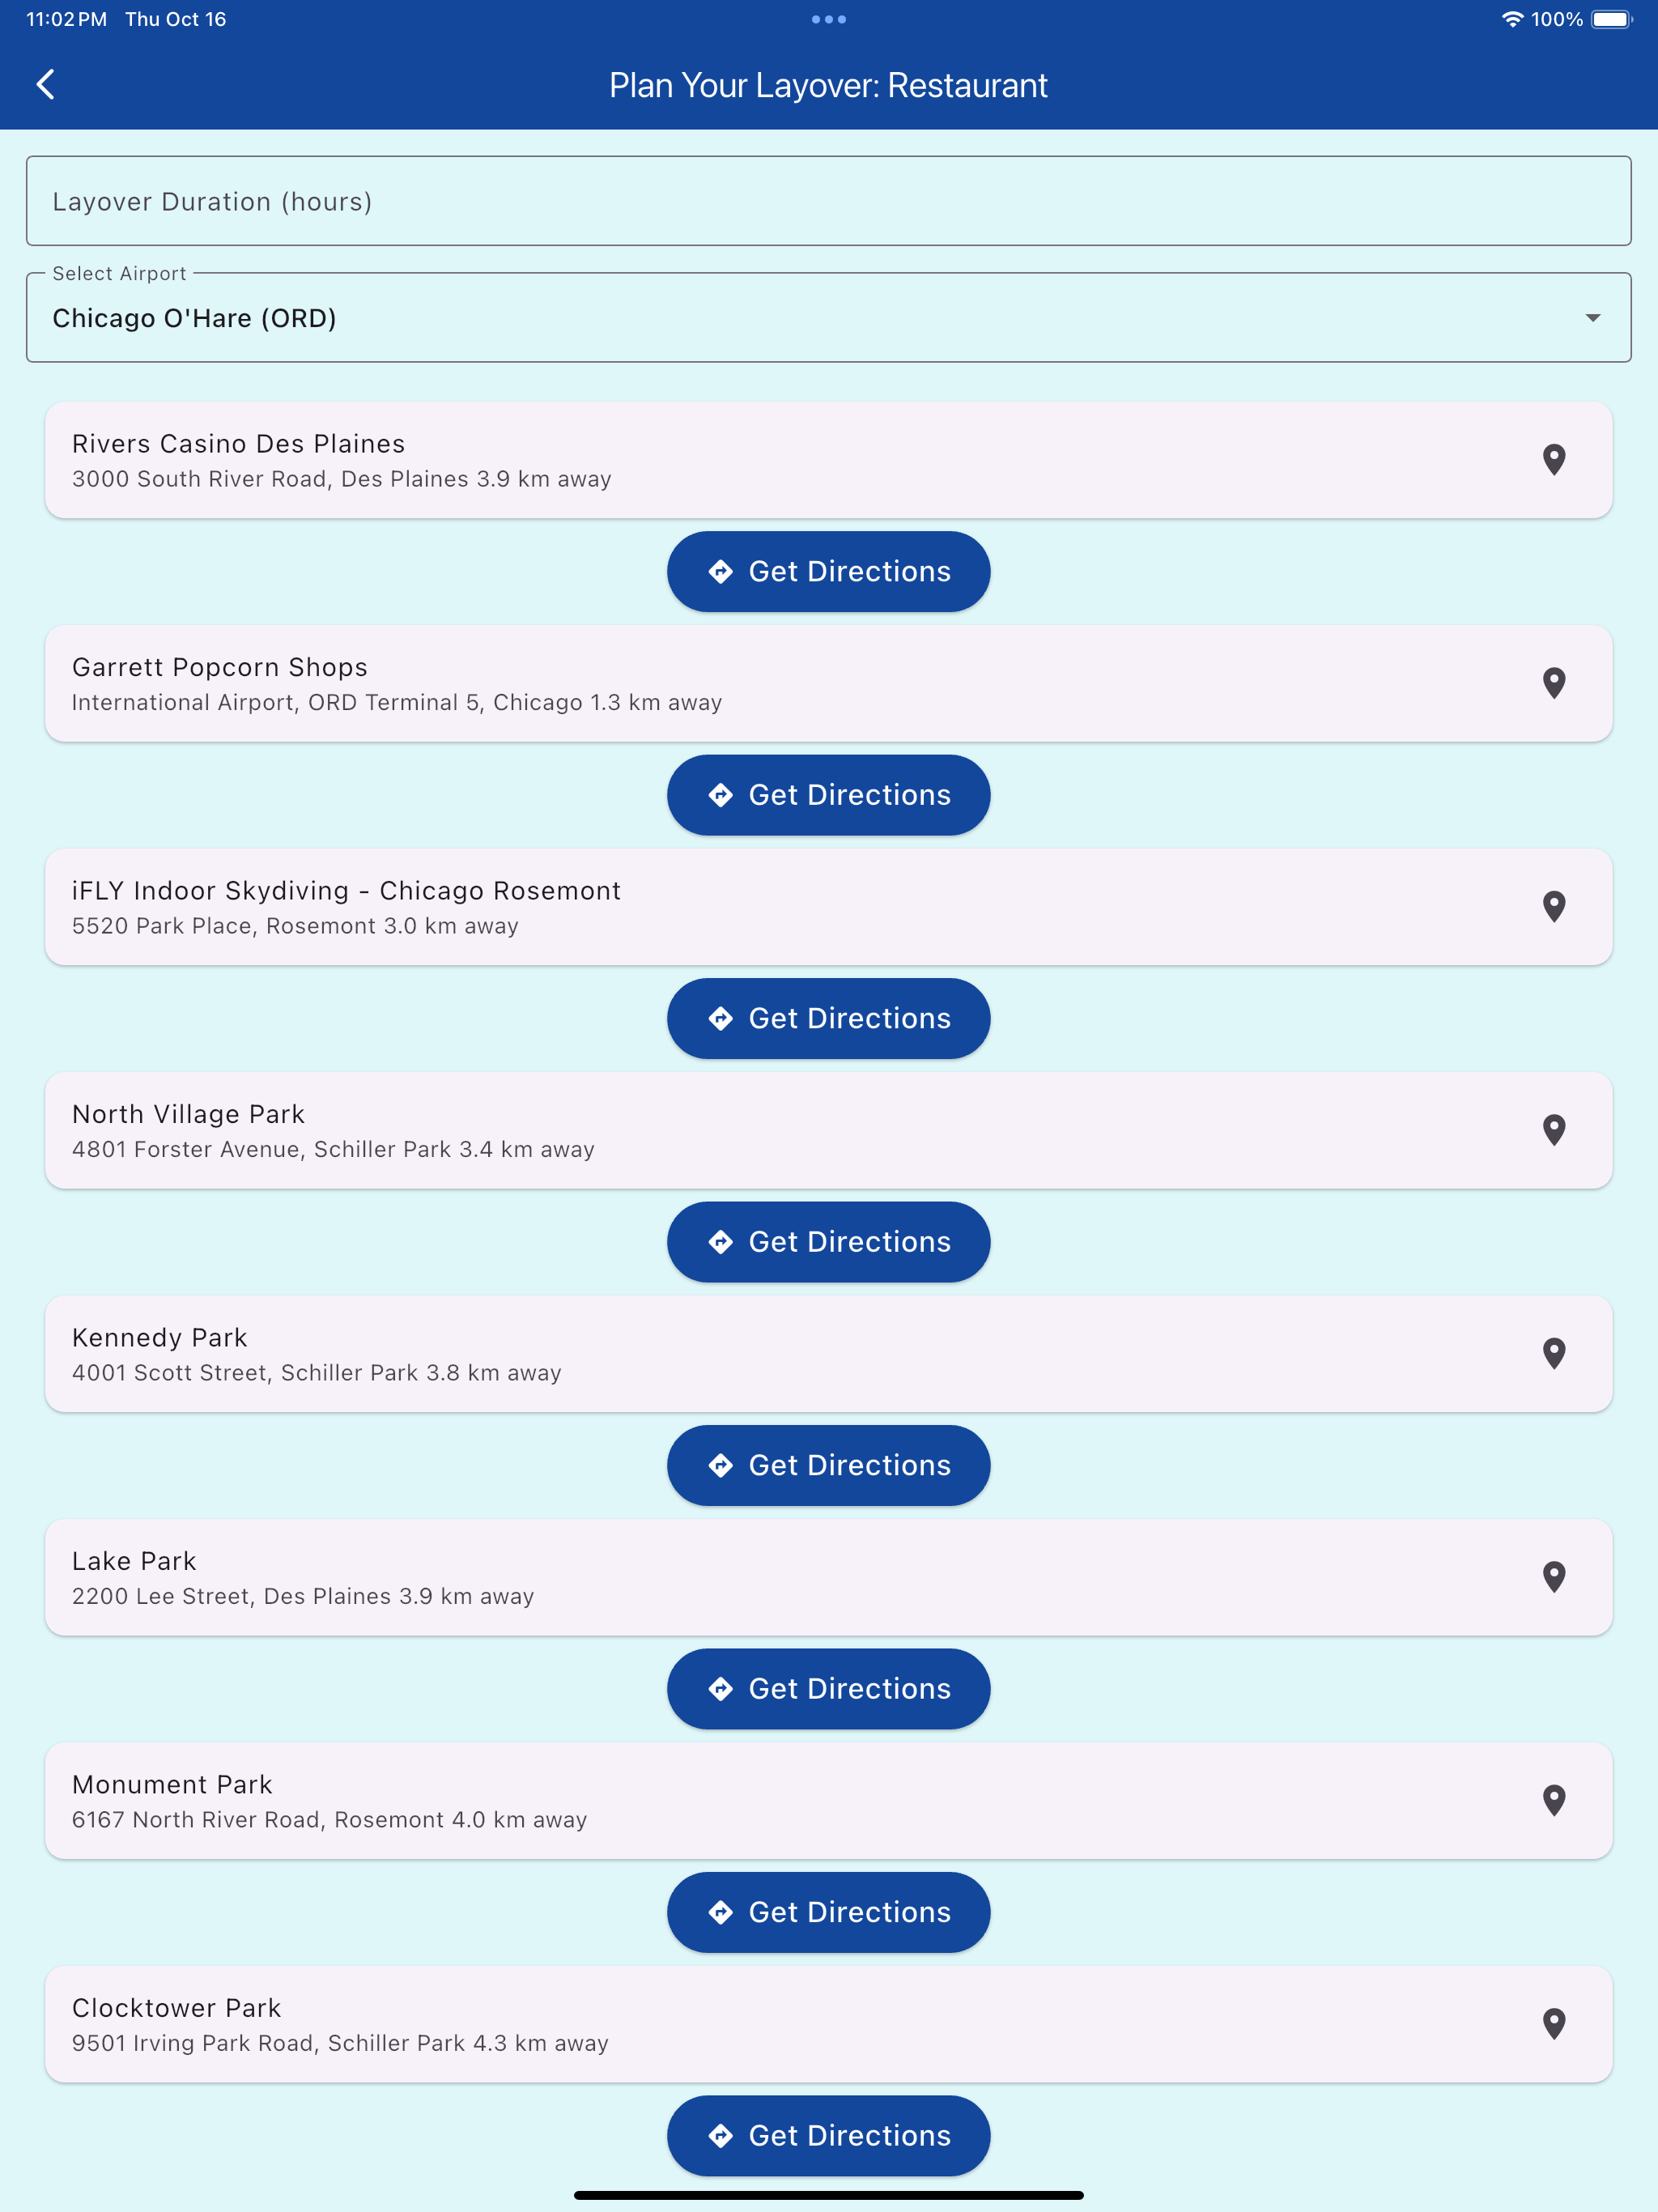 11:02 PM Thu Oct 16
100%
Plan Your Layover: Restaurant
Layover Duration (hours)
Select Airport
Chicago O'Hare (ORD)
Rivers Casino Des Plaines
3000 South River Road, Des Plaines 3.9 km away
Get Directions
Garrett Popcorn Shops
International Airport, ORD Terminal 5, Chicago 1.3 km away
Get Directions
iFLY Indoor Skydiving - Chicago Rosemont
5520 Park Place, Rosemont 3.0 km away
Get Directions
North Village Park
4801 Forster Avenue, Schiller Park 3.4 km away
Get Directions
Kennedy Park
4001 Scott Street, Schiller Park 3.8 km away
Get Directions
Lake Park
2200 Lee Street, Des Plaines 3.9 km away
Get Directions
Monument Park
6167 North River Road, Rosemont 4.0 km away
Get Directions
Clocktower Park
9501 Irving Park Road, Schiller Park 4.3 km away
Get Directions